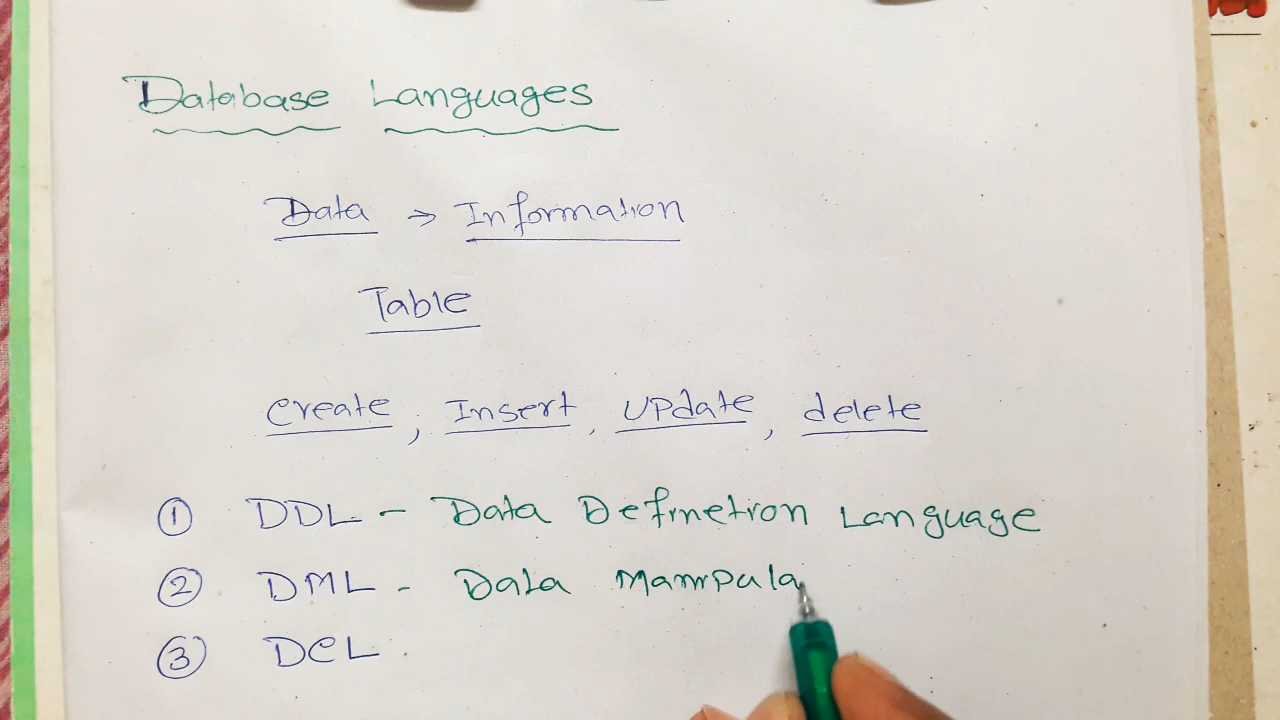 Database Languages
Data → Information
Table
Create, Insert, Update, delete
① DDL - Data Definetion Language
② DML - Data Manipula
③ DCL